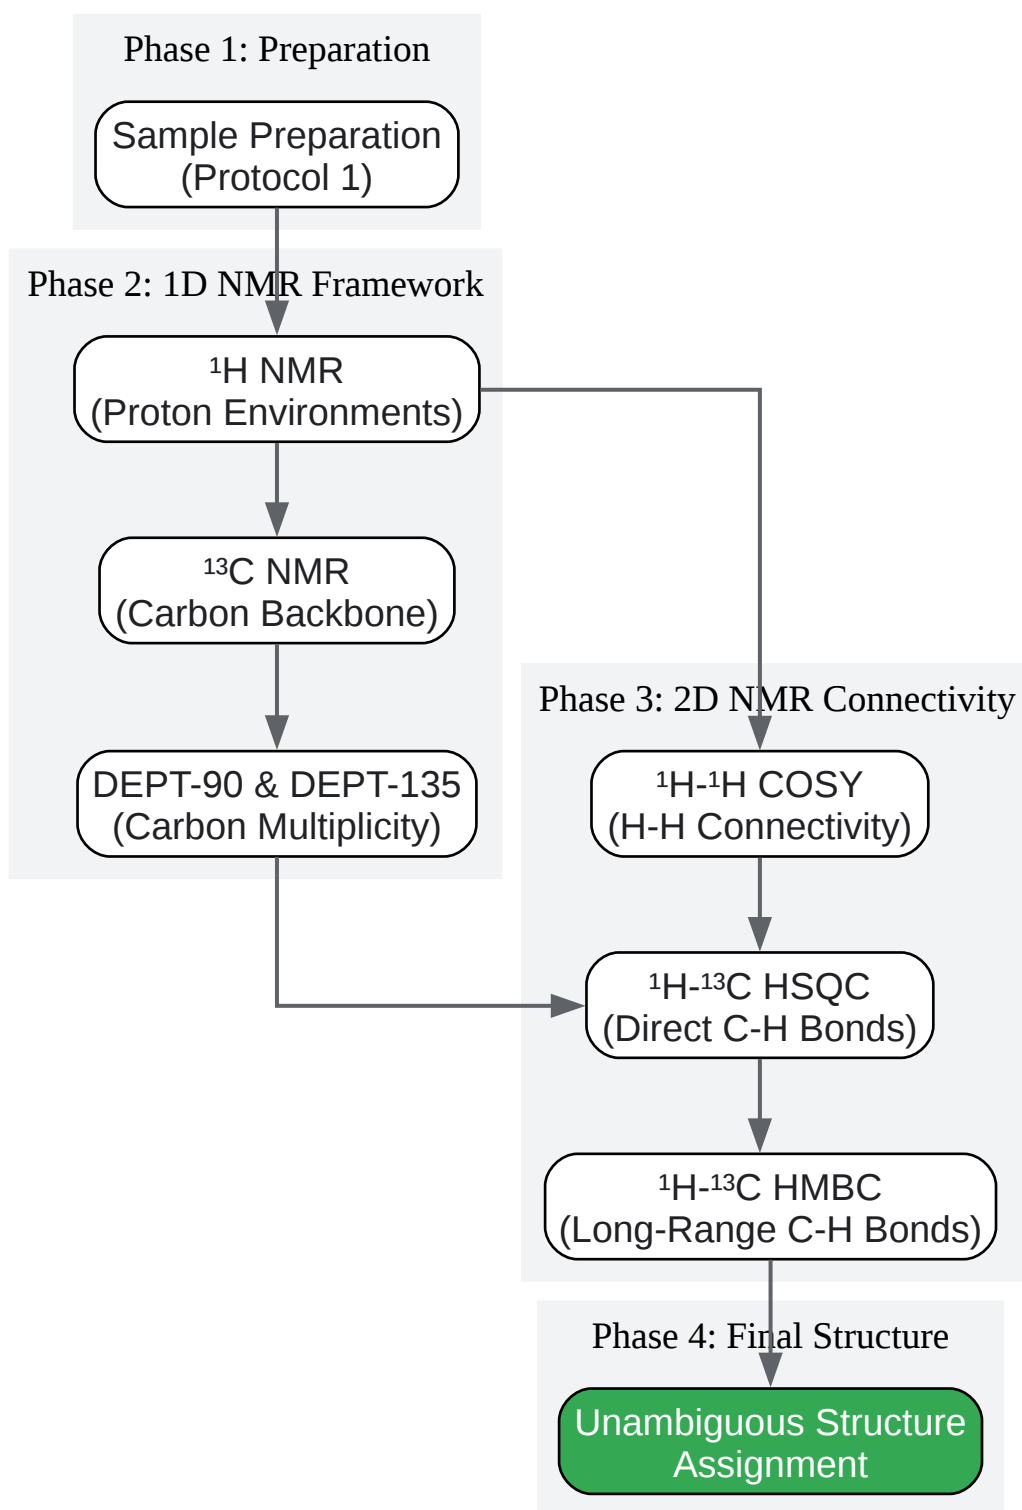 Phase 1: Preparation
Sample Preparation
(Protocol 1)
Phase 2: 1D NMR Framework
¹H NMR
(Proton Environments)
¹³C NMR
(Carbon Backbone)
DEPT-90 & DEPT-135
(Carbon Multiplicity)
Phase 3: 2D NMR Connectivity
¹H-¹H COSY
(H-H Connectivity)
¹H-¹³C HSQC
(Direct C-H Bonds)
¹H-¹³C HMBC
(Long-Range C-H Bonds)
Phase 4: Final Structure
Unambiguous Structure
Assignment